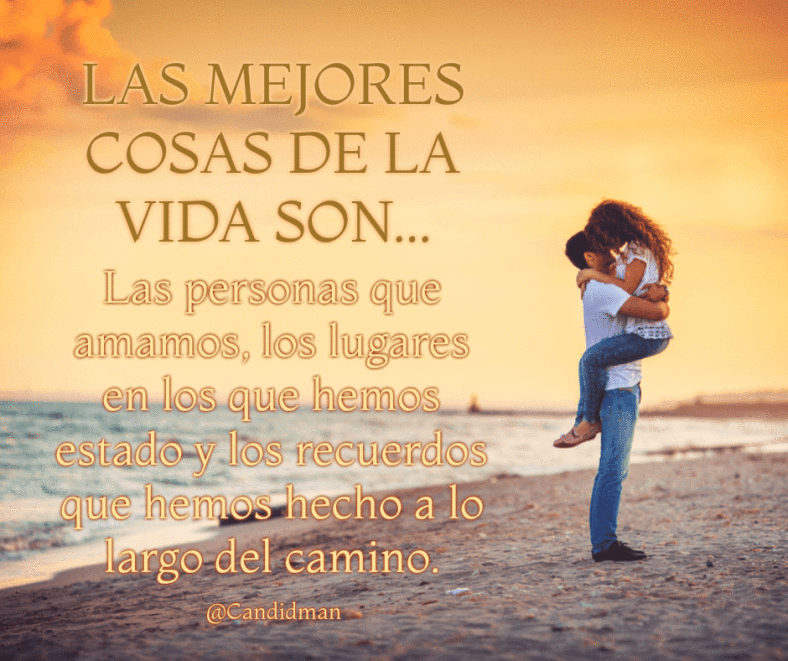 LAS MEJORES
COSAS DE LA
VIDA SON...
Las personas que
amamos, los lugares
en los que hemos
estado y los recuerdos
que hemos hecho a lo
largo del camino.
@Candidman